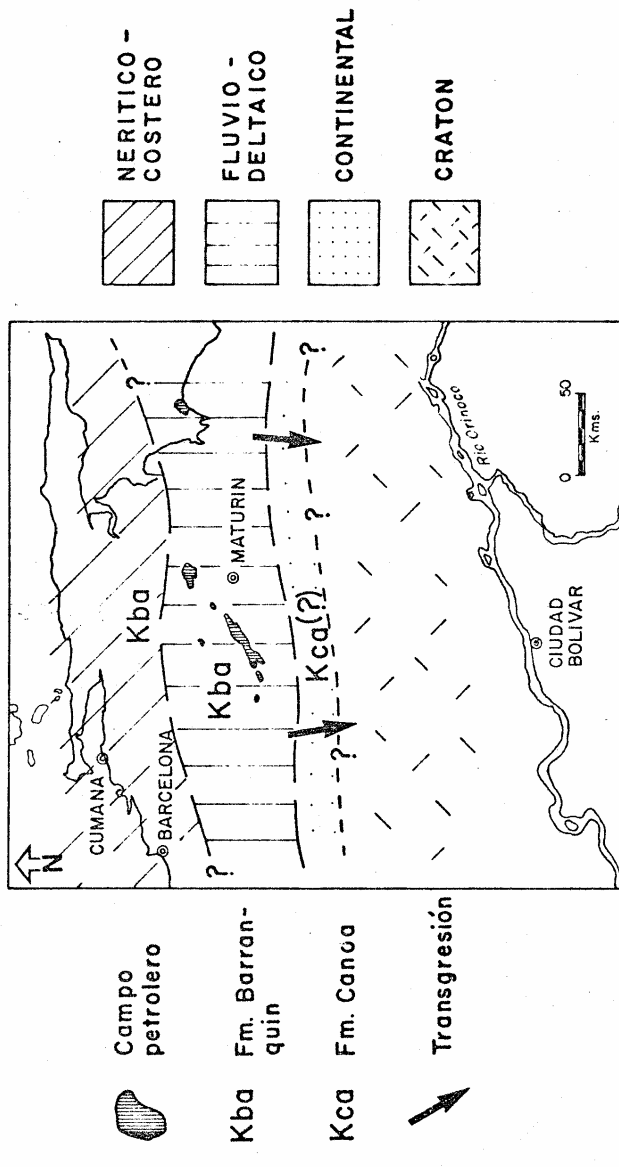 Campo
petrolero
Kba Fm. Barran-
quin
Kca Fm. Canoa
Transgresión
N
CUMANA
BARCELONA
Kba
Kba
MATURIN
Kca(?)
?
?
?
?
?
Rio Orinoco
CIUDAD
BOLIVAR
0 50
Kms.
NERITICO –
COSTERO
FLUVIO –
DELTAICO
CONTINENTAL
CRATON